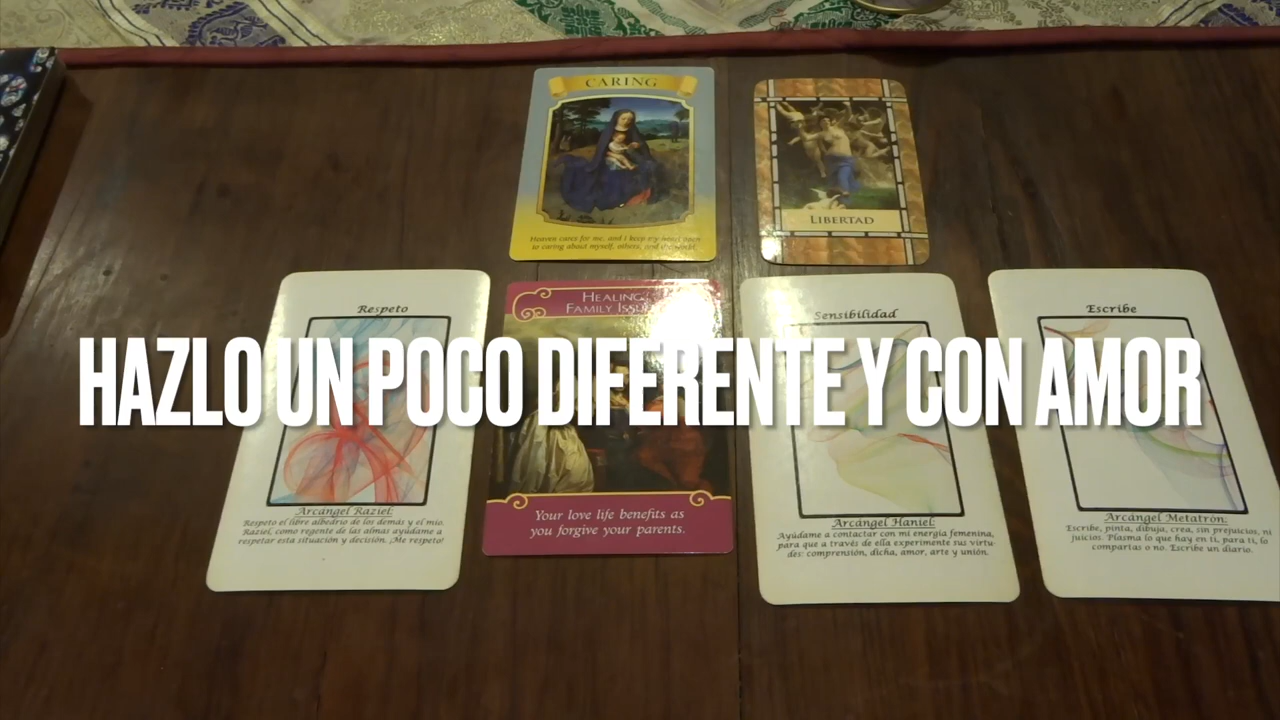 CARING
Heaven cares for me, and I keep my heart open
to caring about myself, others, and the world.
LIBERTAD
Respeto
HEALING
FAMILY
Sensibilidad
Escribe
HAZLO UN POCO DIFERENTE Y CON AMOR
Arcángel Raziel:
Respeto el libre albedrio de los demás y el mio.
Raziel, como regente de las almas ayúdame a
respetar esta situación y decisión. ¡Me respeto!
Your love life benefits as
you forgive your parents.
Arcángel Haniel:
Ayúdame a contactar con mi energia femenina,
para que a través de ella experimente sus virtu-
des: comprensión, dicha, amor, arte y unión.
Arcángel Metatrón:
Escribe, pinta, dibuja, crea, sin prejuicios, ni
juicios. Plasma lo que hay en ti, para ti, lo
compartas o no. Escribe un diario.